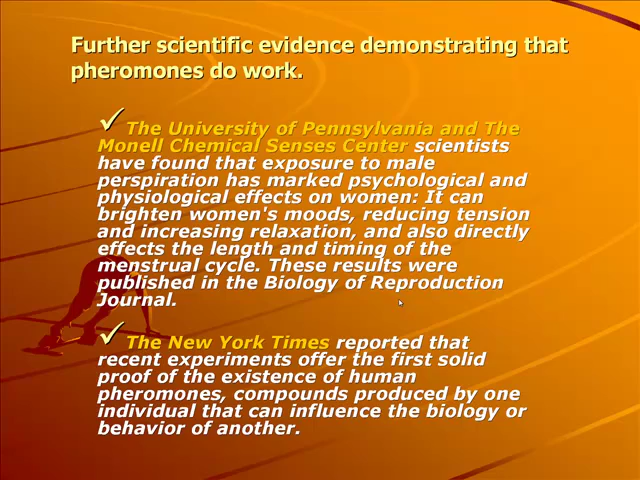 Further scientific evidence demonstrating that
pheromones do work.
The University of Pennsylvania and The
Monell Chemical Senses Center scientists
have found that exposure to male
perspiration has marked psychological and
physiological effects on women: It can
brighten women's moods, reducing tension
and increasing relaxation, and also directly
effects the length and timing of the
menstrual cycle. These results were
published in the Biology of Reproduction
Journal.
The New York Times reported that
recent experiments offer the first solid
proof of the existence of human
pheromones, compounds produced by one
individual that can influence the biology or
behavior of another.